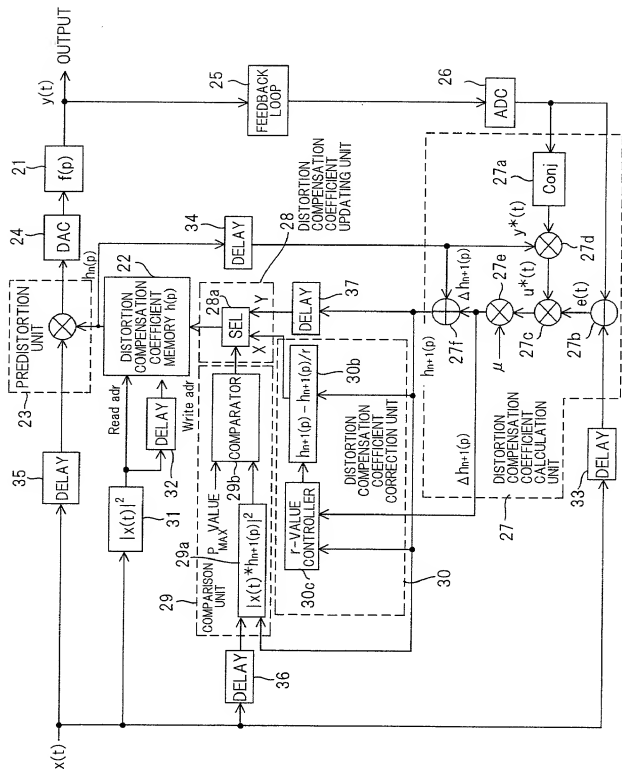 x(t)
35
DELAY
23
PREDISTORTION
UNIT
hn(p)
24
DAC
21
f(p)
y(t)
OUTPUT
|x(t)|2
31
Read adr
DELAY
32
Write adr
22
DISTORTION
COMPENSATION
COEFFICIENT
MEMORY h(p)
34
DELAY
25
FEEDBACK
LOOP
28
DISTORTION
COMPENSATION
COEFFICIENT
UPDATING UNIT
28a
SEL
X
Y
DELAY
37
29
COMPARISON
UNIT
PMAX VALUE
29a
|x(t)*hn+1(p)|2
29b
COMPARATOR
DELAY
36
30
r-VALUE
CONTROLLER
30c
hn+1(p)-hn+1(p)/r
30b
DISTORTION
COMPENSATION
COEFFICIENT
CORRECTION UNIT
26
ADC
27a
Conj
y*(t)
27d
27e
u*(t)
27c
e(t)
27b
μ
27f
hn+1(p)
Δhn+1(p)
Δhn+1(p)
27
DISTORTION
COMPENSATION
COEFFICIENT
CALCULATION
UNIT
33
DELAY